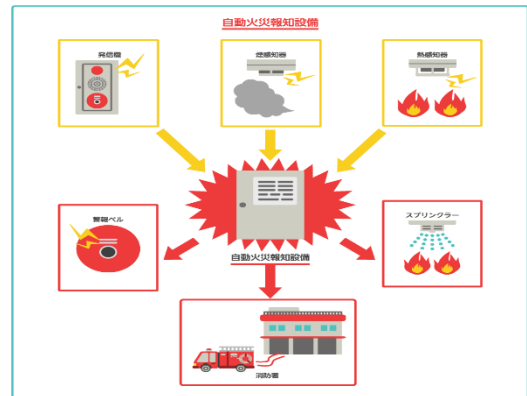 自動火災報知設備
発信機
煙感知器
熱感知器
警報ベル
自動火災報知設備
スプリンクラー
消防署